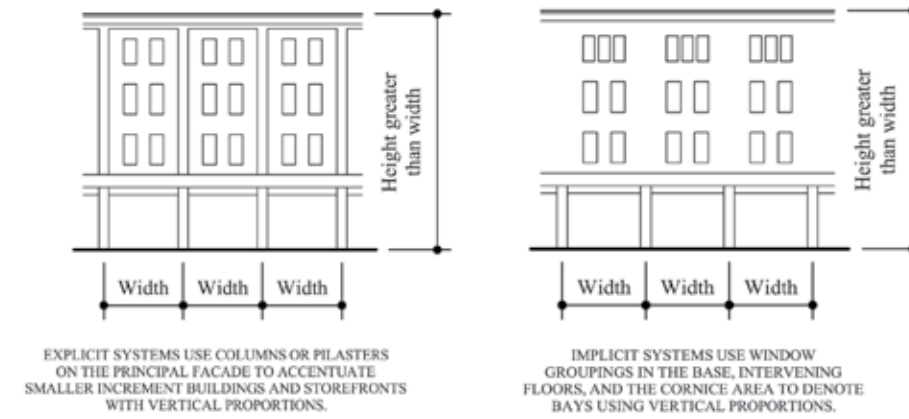 Height greater
than width
Width Width Width
EXPLICIT SYSTEMS USE COLUMNS OR PILASTERS
ON THE PRINCIPAL FACADE TO ACCENTUATE
SMALLER INCREMENT BUILDINGS AND STOREFRONTS
WITH VERTICAL PROPORTIONS.
Height greater
than width
Width Width Width
IMPLICIT SYSTEMS USE WINDOW
GROUPINGS IN THE BASE, INTERVENING
FLOORS, AND THE CORNICE AREA TO DENOTE
BAYS USING VERTICAL PROPORTIONS.